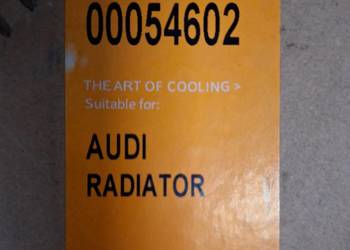 00054602
THE ART OF COOLING >
Suitable for:
AUDI
RADIATOR